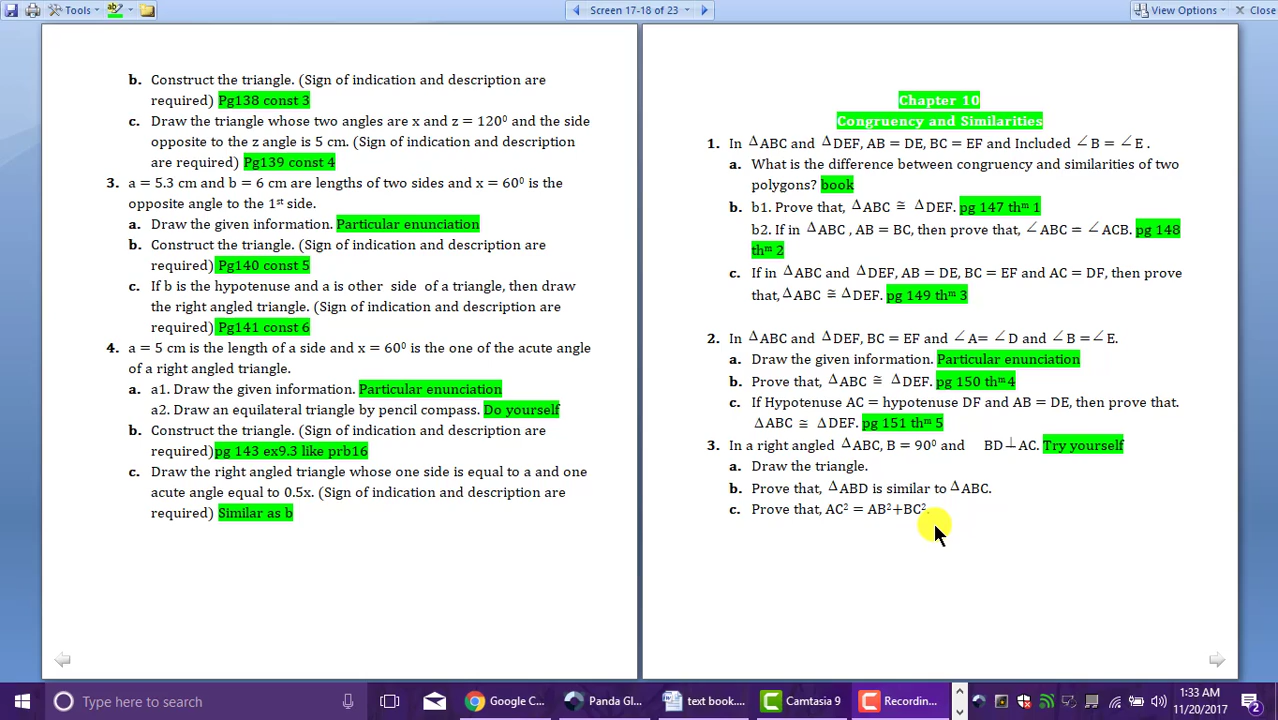 Tools
Screen 17-18 of 23
View Options
Close
b. Construct the triangle. (Sign of indication and description are
required) Pg138 const 3
c. Draw the triangle whose two angles are x and z = 120⁰ and the side
opposite to the z angle is 5 cm. (Sign of indication and description
are required) Pg139 const 4
3. a = 5.3 cm and b = 6 cm are lengths of two sides and x = 60⁰ is the
opposite angle to the 1ˢᵗ side.
a. Draw the given information. Particular enunciation
b. Construct the triangle. (Sign of indication and description are
required) Pg140 const 5
c. If b is the hypotenuse and a is other side of a triangle, then draw
the right angled triangle. (Sign of indication and description are
required) Pg141 const 6
4. a = 5 cm is the length of a side and x = 60⁰ is the one of the acute angle
of a right angled triangle.
a. a1. Draw the given information. Particular enunciation
a2. Draw an equilateral triangle by pencil compass. Do yourself
b. Construct the triangle. (Sign of indication and description are
required)pg 143 ex9.3 like prb16
c. Draw the right angled triangle whose one side is equal to a and one
acute angle equal to 0.5x. (Sign of indication and description are
required) Similar as b
Chapter 10
Congruency and Similarities
1. In ΔABC and ΔDEF, AB = DE, BC = EF and Included ∠B = ∠E .
a. What is the difference between congruency and similarities of two
polygons? book
b. b1. Prove that, ΔABC ≅ ΔDEF. pg 147 thᵐ 1
b2. If in ΔABC , AB = BC, then prove that, ∠ABC = ∠ACB. pg 148
thᵐ 2
c. If in ΔABC and ΔDEF, AB = DE, BC = EF and AC = DF, then prove
that,ΔABC ≅ ΔDEF. pg 149 thᵐ 3
2. In ΔABC and ΔDEF, BC = EF and ∠A= ∠D and ∠B =∠E.
a. Draw the given information. Particular enunciation
b. Prove that, ΔABC ≅ ΔDEF. pg 150 thᵐ 4
c. If Hypotenuse AC = hypotenuse DF and AB = DE, then prove that.
ΔABC ≅ ΔDEF. pg 151 thᵐ 5
3. In a right angled ΔABC, B = 90⁰ and BD⊥AC. Try yourself
a. Draw the triangle.
b. Prove that, ΔABD is similar to ΔABC.
c. Prove that, AC² = AB²+BC².
Type here to search
Google C...
Panda Gl...
text book....
Camtasia 9
Recordin...
1:33 AM
11/20/2017
2